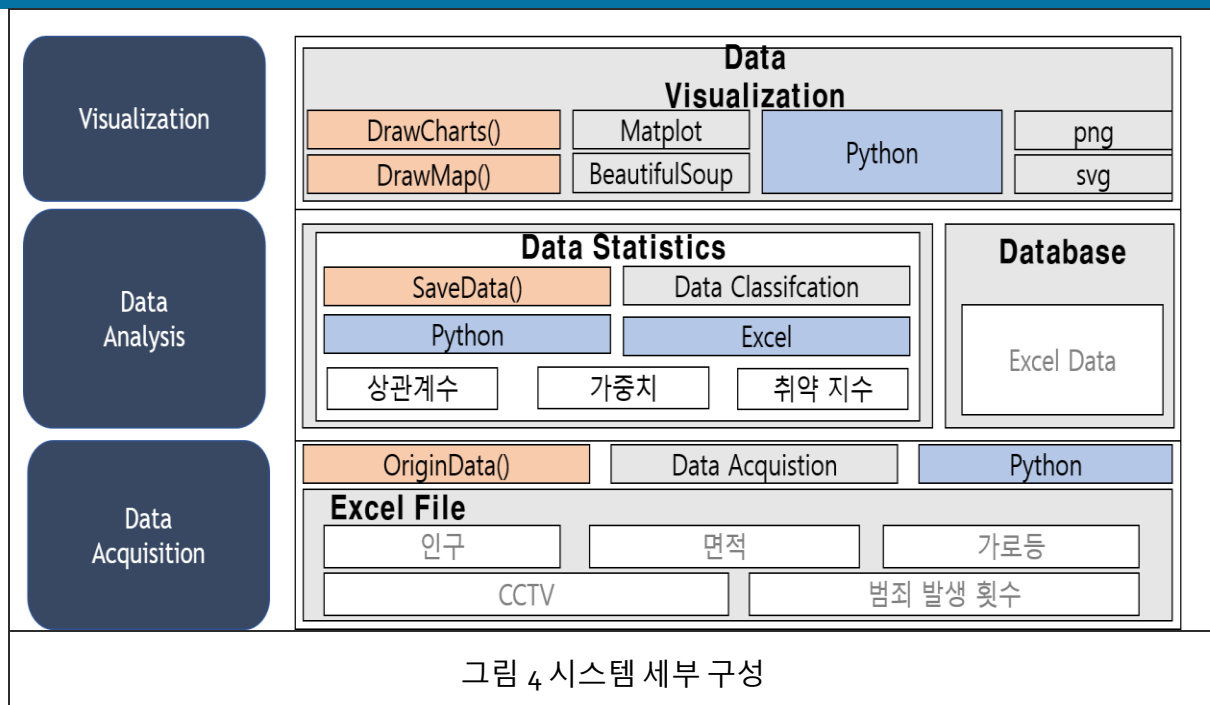 Visualization
Data
Visualization
DrawCharts()
Matplot
Python
png
DrawMap()
BeautifulSoup
svg
Data
Analysis
Data Statistics
SaveData()
Data Classifcation
Python
Excel
상관계수
가중치
취약 지수
Database
Excel Data
Data
Acquisition
OriginData()
Data Acquistion
Python
Excel File
인구
면적
가로등
CCTV
범죄 발생 횟수
그림 4 시스템 세부 구성